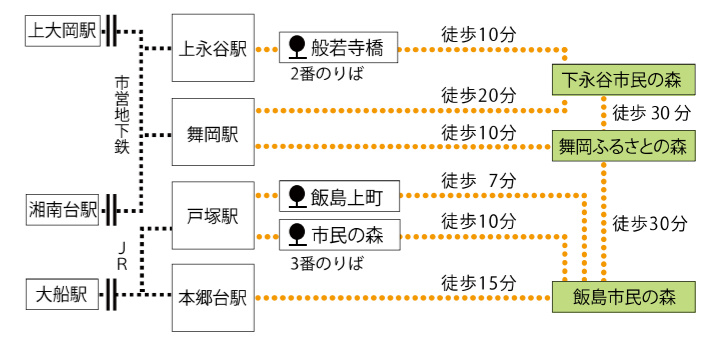 上大岡駅
上永谷駅
般若寺橋
2番のりば
徒歩10分
下永谷市民の森
市営地下鉄
徒歩20分
徒歩 30 分
舞岡駅
徒歩10分
舞岡ふるさとの森
湘南台駅
戸塚駅
飯島上町
徒歩 7分
市民の森
3番のりば
徒歩10分
徒歩30分
JR
大船駅
本郷台駅
徒歩15分
飯島市民の森